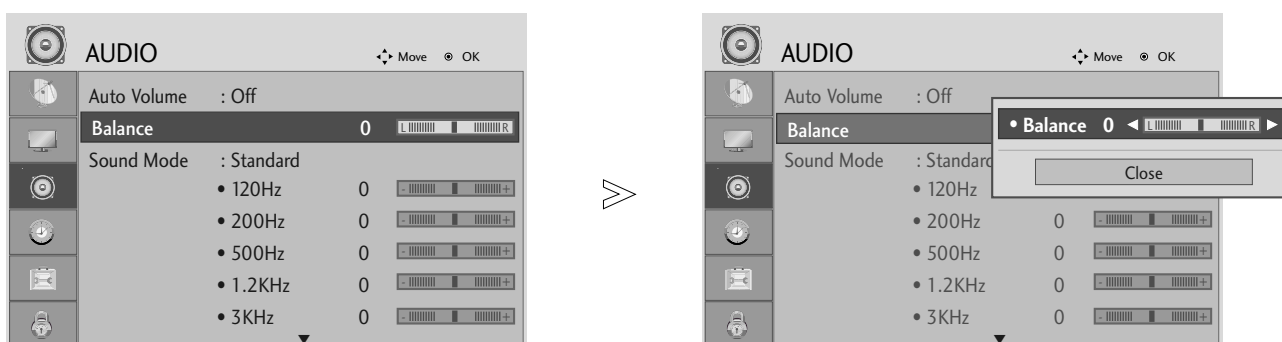 AUDIO
Move OK
Auto Volume : Off
Balance 0 L R
Sound Mode : Standard
• 120Hz 0 - +
• 200Hz 0 - +
• 500Hz 0 - +
• 1.2KHz 0 - +
• 3KHz 0 - +
AUDIO
Move OK
Auto Volume : Off
Balance
• Balance 0 L R
Sound Mode : Standard
Close
• 120Hz
• 200Hz 0 - +
• 500Hz 0 - +
• 1.2KHz 0 - +
• 3KHz 0 - +